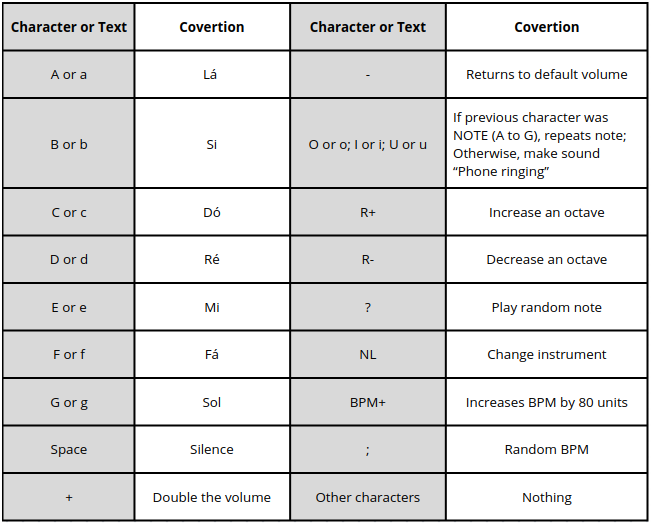 Character or Text Covertion Character or Text Covertion
A or a Lá - Returns to default volume
B or b Si O or o; I or i; U or u If previous character was
NOTE (A to G), repeats note;
Otherwise, make sound
“Phone ringing”
C or c Dó R+ Increase an octave
D or d Ré R- Decrease an octave
E or e Mi ? Play random note
F or f Fá NL Change instrument
G or g Sol BPM+ Increases BPM by 80 units
Space Silence ; Random BPM
+ Double the volume Other characters Nothing